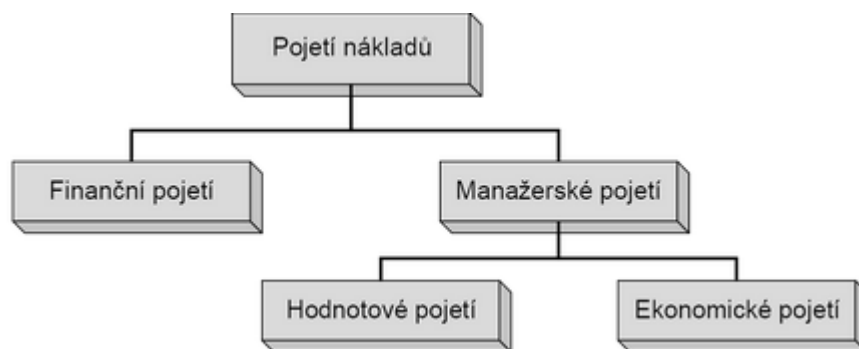 Pojetí nákladů
Finanční pojetí
Manažerské pojetí
Hodnotové pojetí
Ekonomické pojetí